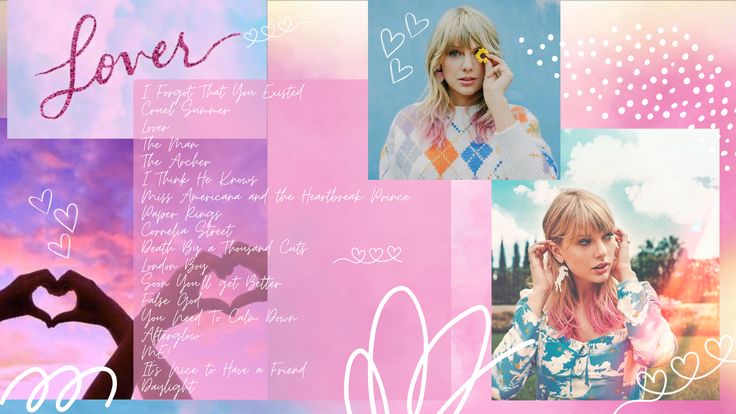 Lover
I Forgot That You Existed
Cruel Summer
Lover
The Man
The Archer
I Think He Knows
Miss Americana and the Heartbreak Prince
Paper Rings
Cornelia Street
Death By a Thousand Cuts
London Boy
Soon You'll get Better
False God
You Need To Calm Down
Afterglow
ME!
It's Nice to Have a Friend
Daylight